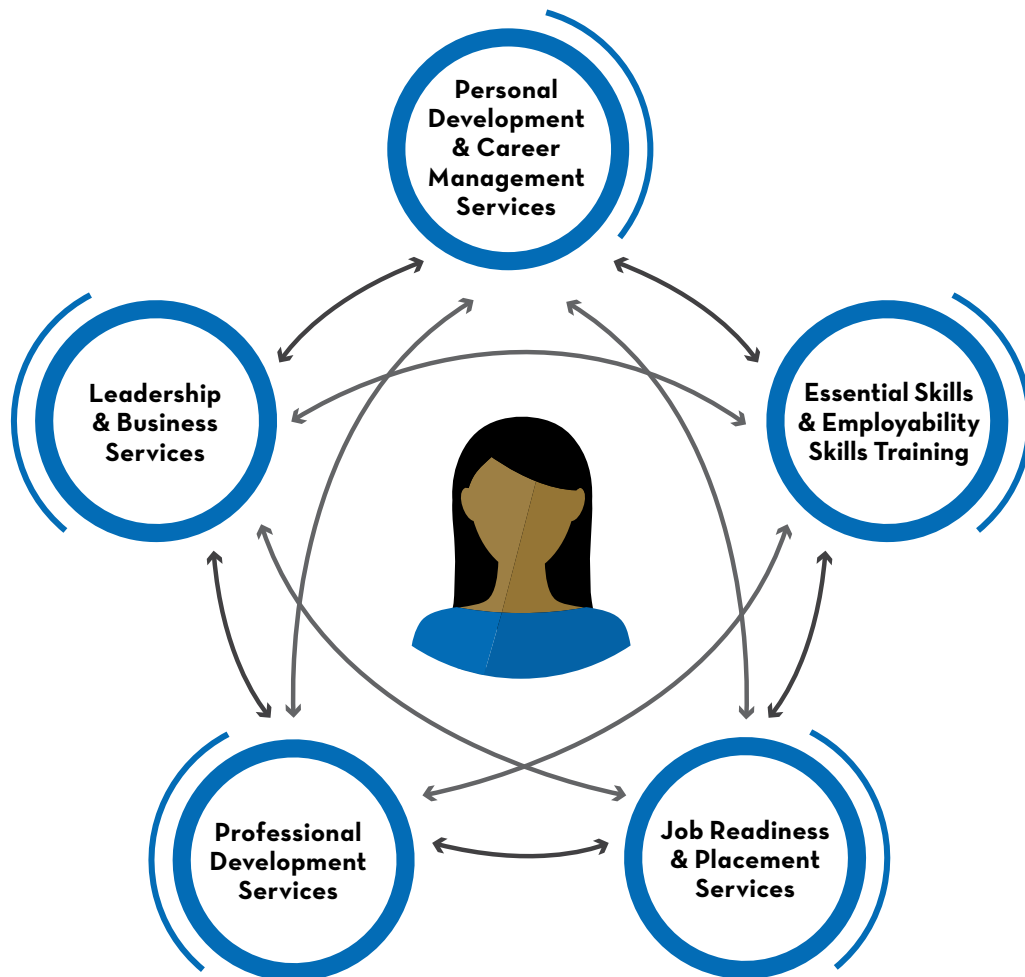 Personal
Development
& Career
Management
Services
Leadership
& Business
Services
Essential Skills
& Employability
Skills Training
Professional
Development
Services
Job Readiness
& Placement
Services